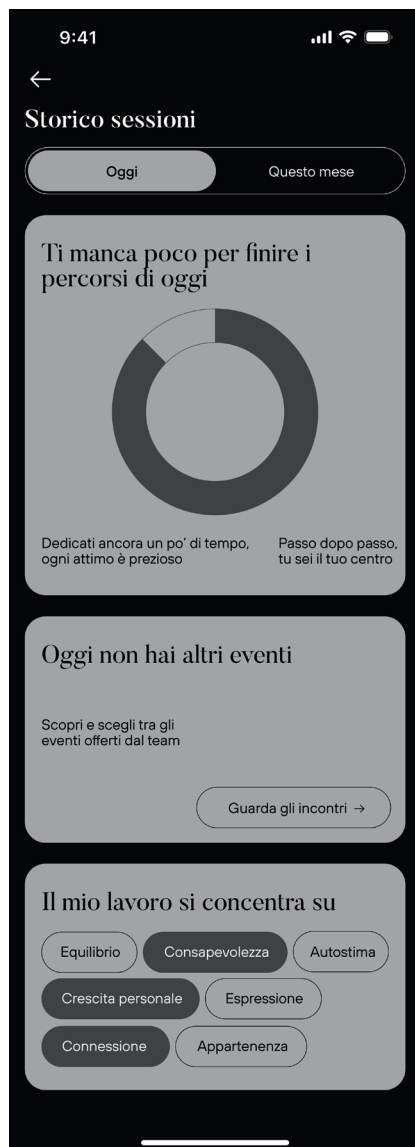 9:41
Storico sessioni
Oggi Questo mese
Ti manca poco per finire i
percorsi di oggi
Dedicati ancora un po' di tempo,
ogni attimo è prezioso
Passo dopo passo,
tu sei il tuo centro
Oggi non hai altri eventi
Scopri e scegli tra gli
eventi offerti dal team
Guarda gli incontri →
Il mio lavoro si concentra su
Equilibrio Consapevolezza Autostima
Crescita personale Espressione
Connessione Appartenenza